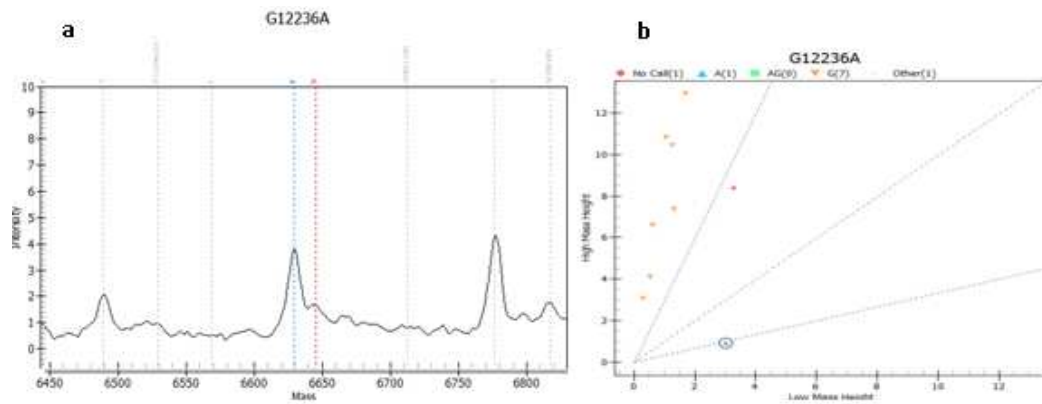 a
G12236A
10
9
8
7
6
5
4
3
2
1
0
Intensity
6450 6500 6550 6600 6650 6700 6750 6800
Mass
b
G12236A
No Call(1) A(1) AG(0) G(7) Other(1)
12
10
8
6
4
2
0
High Mass Height
0 2 4 6 8 10 12
Low Mass Height